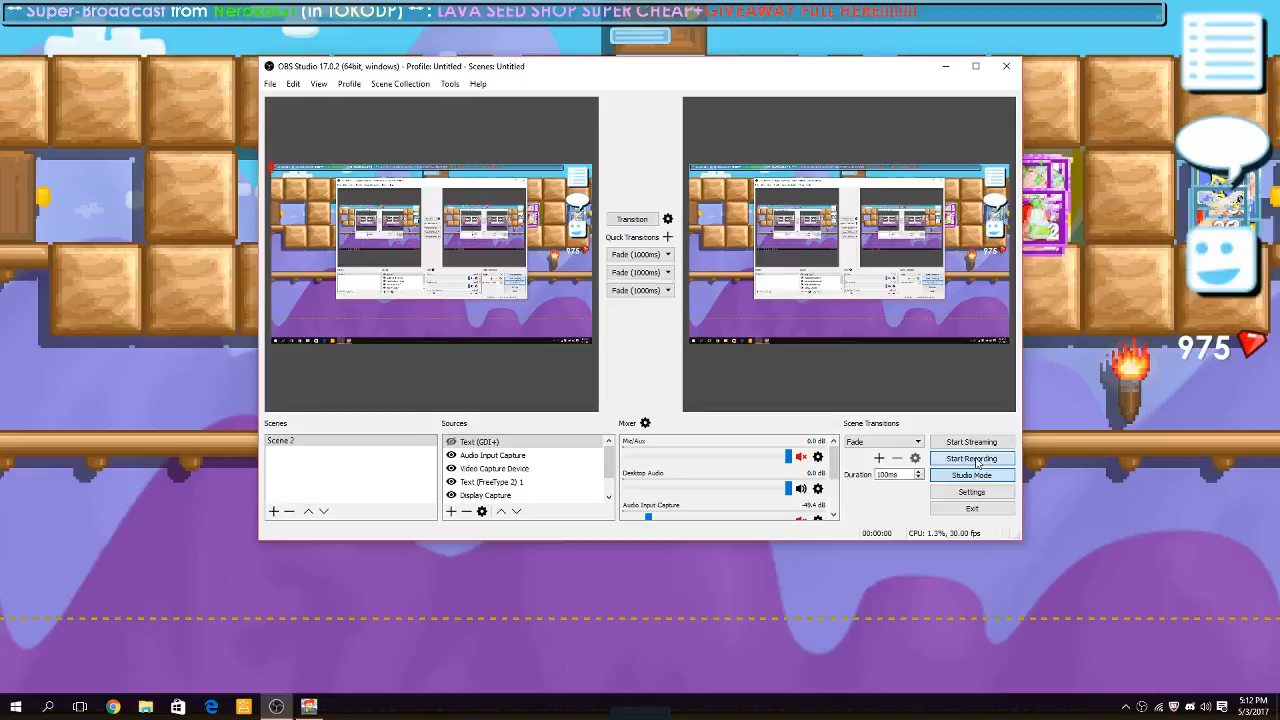 ** Super-Broadcast from NerdkidGT (in TOKODP) ** : LAVA SEED SHOP SUPER CHEAP+GIVEAWAY FULL HERE!!!!!!!!!
OBS Studio 17.0.2 (64bit, windows) - Profile: Untitled - Scenes: Untitled
File Edit View Profile Scene Collection Tools Help
Transition
Quick Transitions
Fade (1000ms)
Fade (1000ms)
Fade (1000ms)
975
Scenes Sources Mixer Scene Transitions
Scene 2
Text (GDI+)
Audio Input Capture
Video Capture Device
Text (FreeType 2) 1
Display Capture
Mic/Aux 0.0 dB
Desktop Audio 0.0 dB
Audio Input Capture -49.4 dB
Fade
Duration 100ms
Start Streaming
Start Recording
Studio Mode
Settings
Exit
00:00:00 CPU: 1.3%, 30.00 fps
5:12 PM
5/3/2017